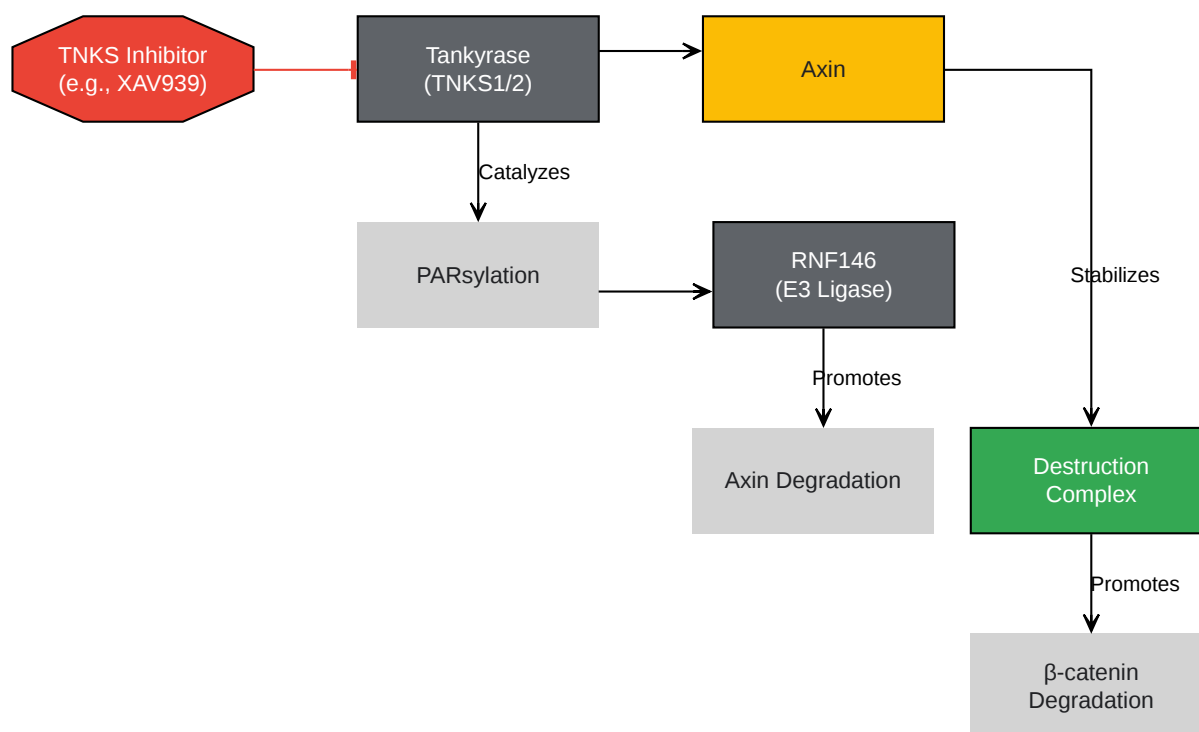 TNKS Inhibitor
(e.g., XAV939)
Tankyrase
(TNKS1/2)
Axin
Catalyzes
PARsylation
RNF146
(E3 Ligase)
Stabilizes
Promotes
Axin Degradation
Destruction
Complex
Promotes
β-catenin
Degradation